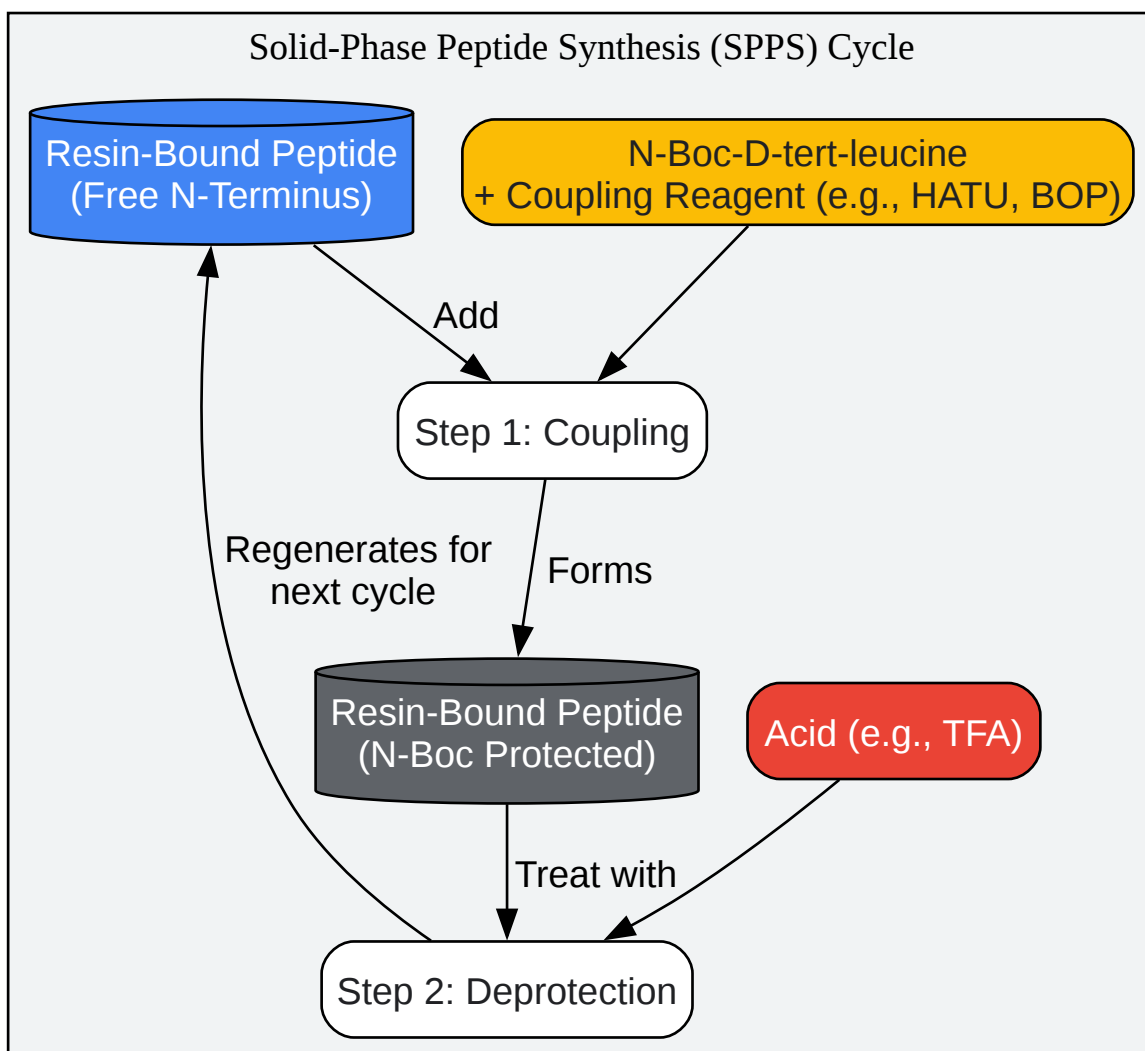 Solid-Phase Peptide Synthesis (SPPS) Cycle
Resin-Bound Peptide
(Free N-Terminus)
N-Boc-D-tert-leucine
+ Coupling Reagent (e.g., HATU, BOP)
Add
Step 1: Coupling
Regenerates for
next cycle
Forms
Resin-Bound Peptide
(N-Boc Protected)
Acid (e.g., TFA)
Treat with
Step 2: Deprotection